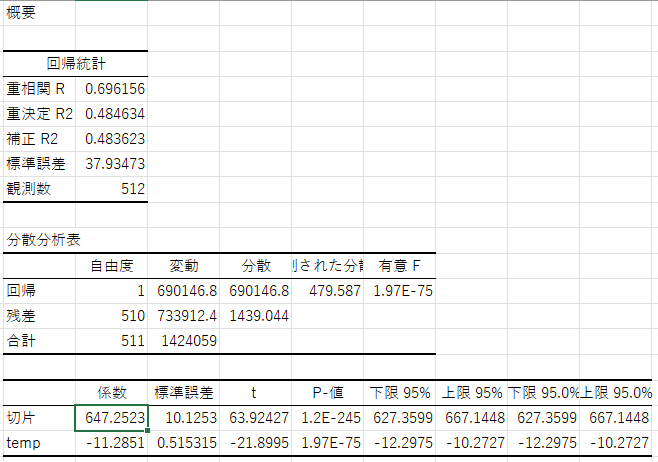 概要
回帰統計
重相関 R 0.696156
重決定 R2 0.484634
補正 R2 0.483623
標準誤差 37.93473
観測数 512
分散分析表
自由度 変動 分散 された分 有意 F
回帰 1 690146.8 690146.8 479.587 1.97E-75
残差 510 733912.4 1439.044
合計 511 1424059
係数 標準誤差 t P-値 下限 95% 上限 95% 下限 95.0% 上限 95.0%
切片 647.2523 10.1253 63.92427 1.2E-245 627.3599 667.1448 627.3599 667.1448
temp -11.2851 0.515315 -21.8995 1.97E-75 -12.2975 -10.2727 -12.2975 -10.2727